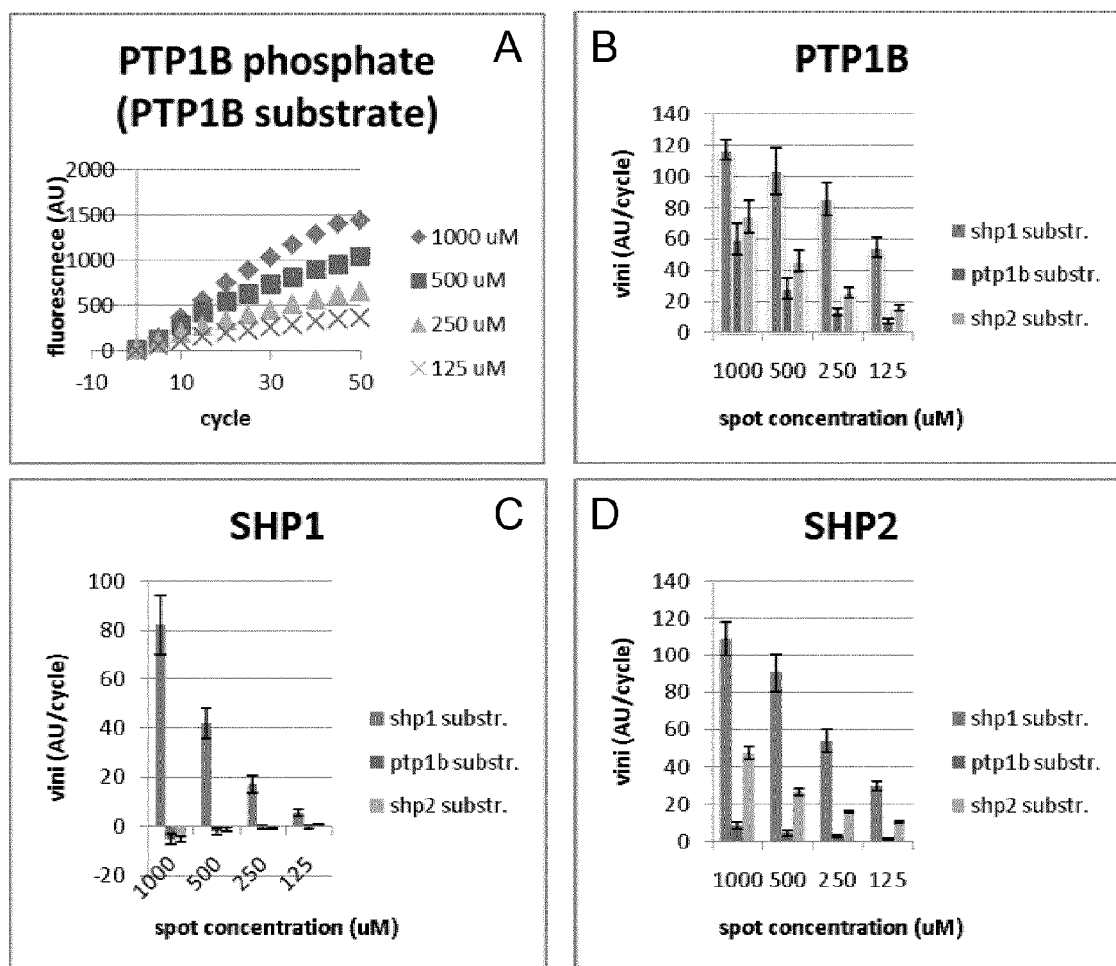 A
PTP1B phosphate
(PTP1B substrate)
fluorescnece (AU)
2000
1500
1000
500
0
-10 10 30 50
cycle
1000 uM
500 uM
250 uM
125 uM
B
PTP1B
vini (AU/cycle)
140
120
100
80
60
40
20
0
1000 500 250 125
spot concentration (uM)
shp1 substr.
ptp1b substr.
shp2 substr.
C
SHP1
vini (AU/cycle)
100
80
60
40
20
0
-20
1000 500 250 125
spot concentration (uM)
shp1 substr.
ptp1b substr.
shp2 substr.
D
SHP2
vini (AU/cycle)
140
120
100
80
60
40
20
0
1000 500 250 125
spot concentration (uM)
shp1 substr.
ptp1b substr.
shp2 substr.